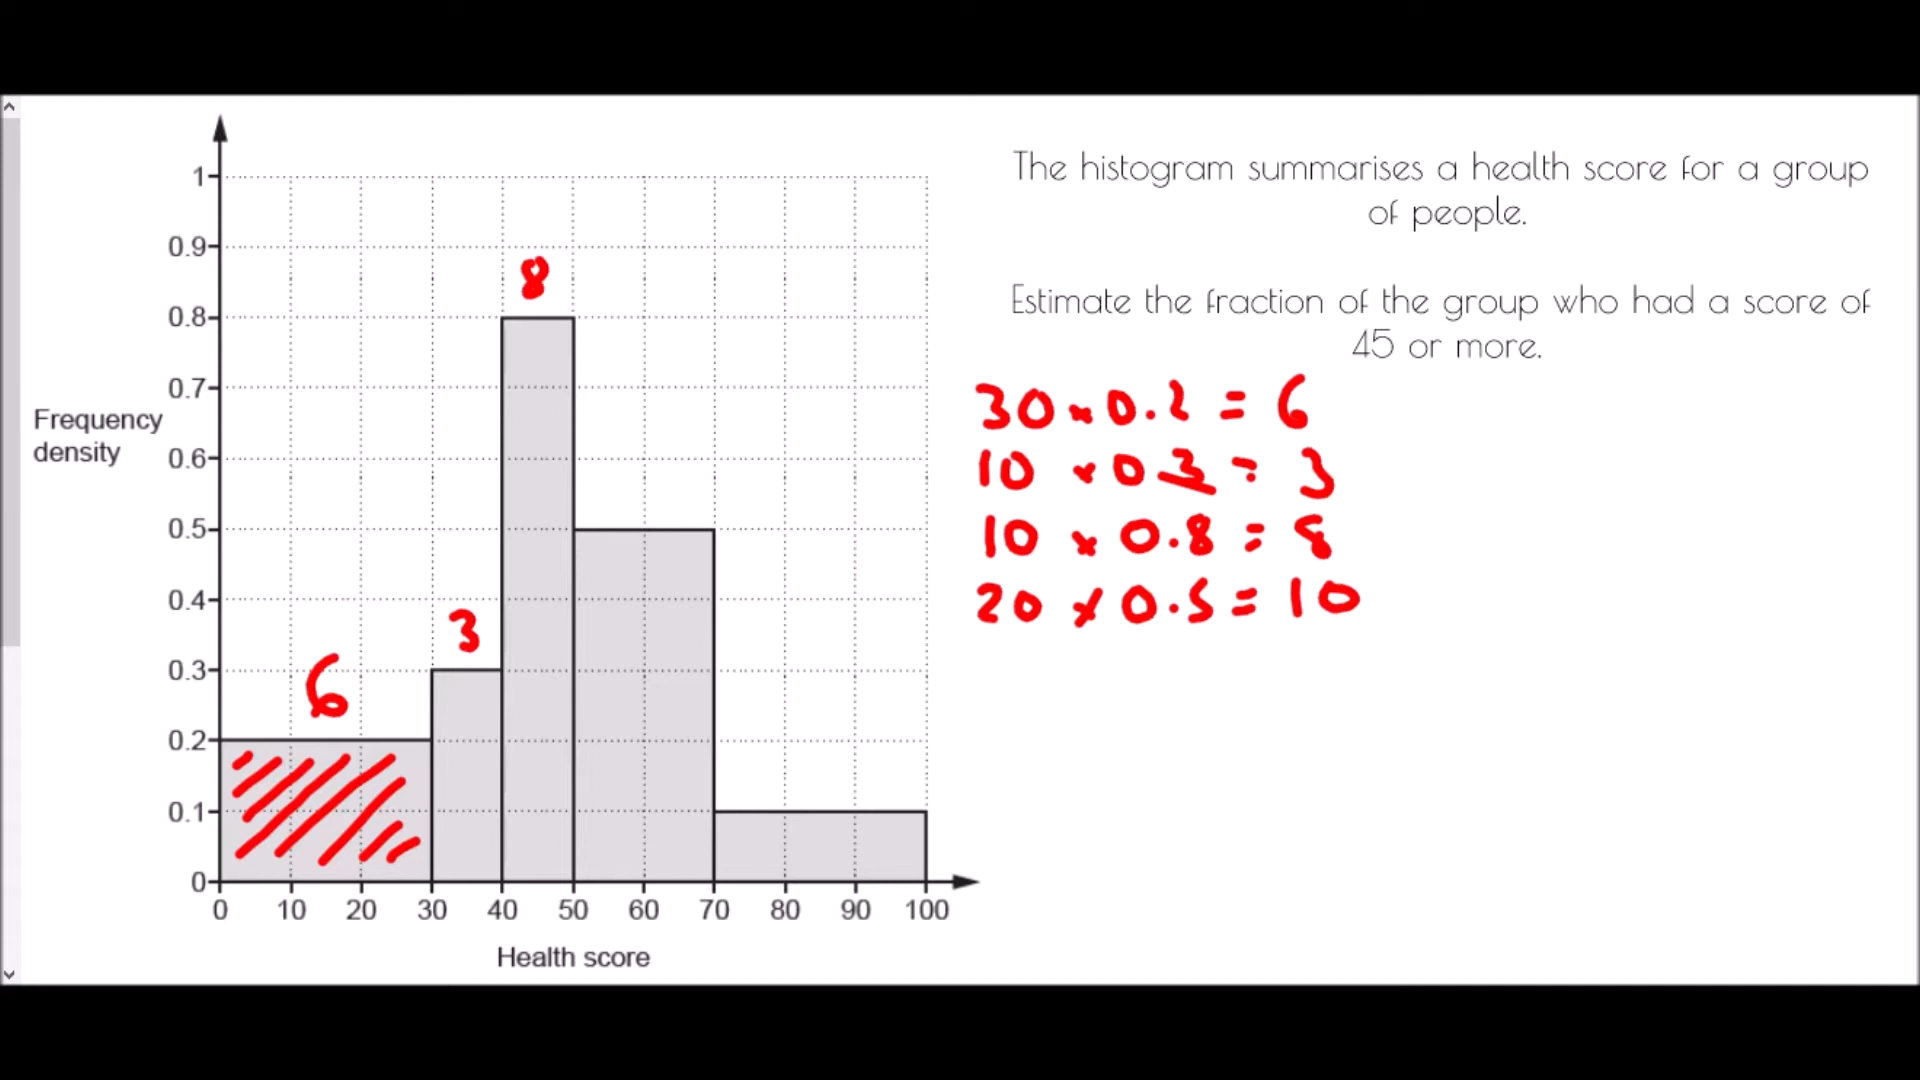 The histogram summarises a health score for a group
of people.
Estimate the fraction of the group who had a score of
45 or more.
30 × 0.2 = 6
10 × 0 3 = 3
10 × 0.8 = 8
20 × 0.5 = 10
1
0.9
8
0.8
0.7
Frequency
density
0.6
0.5
0.4
3
0.3
6
0.2
0.1
0
0 10 20 30 40 50 60 70 80 90 100
Health score